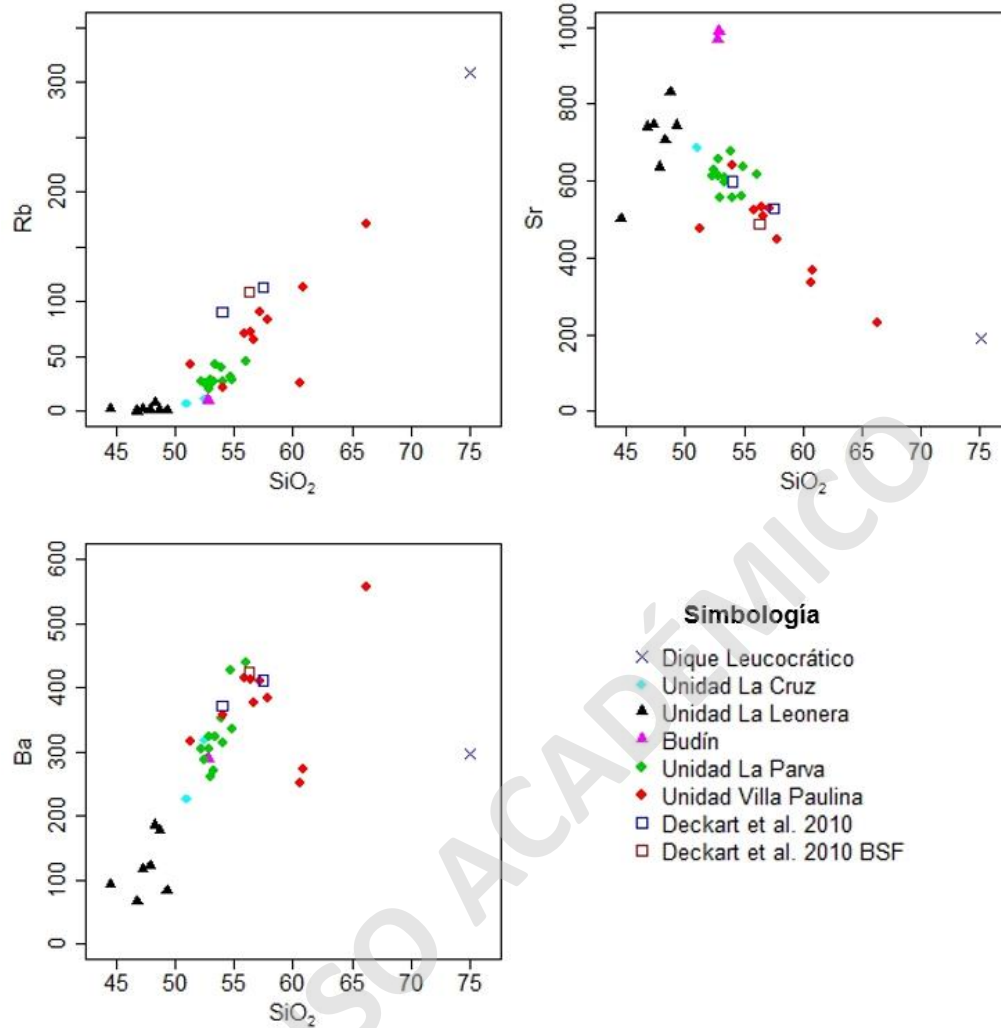 Rb
0 50 100 200 300
45 50 55 60 65 70 75
SiO₂
Sr
0 200 400 600 800 1000
45 50 55 60 65 70 75
SiO₂
Ba
0 100 200 300 400 500 600
45 50 55 60 65 70 75
SiO₂
Simbología
Dique Leucocrático
Unidad La Cruz
Unidad La Leonera
Budín
Unidad La Parva
Unidad Villa Paulina
Deckart et al. 2010
Deckart et al. 2010 BSF
SO ACADÉMICO